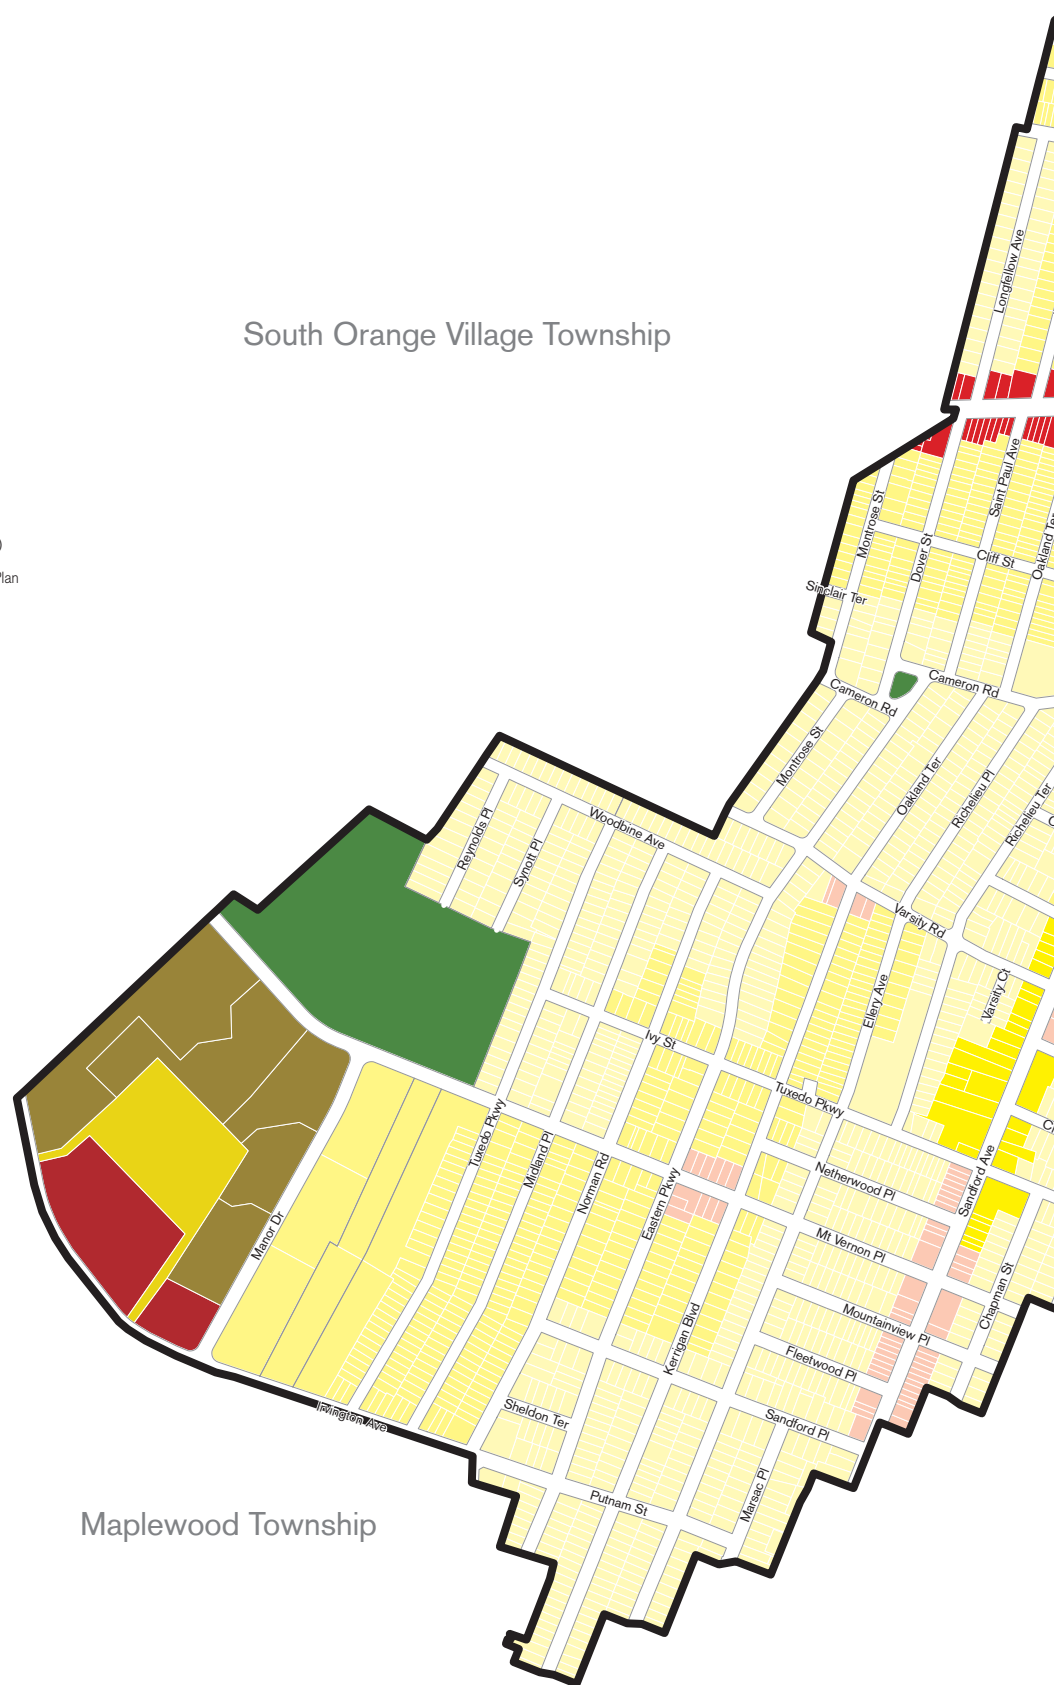 Longfellow Ave
South Orange Village Township
Saint Paul Ave
Montrose St
Oakland Ter
Dover St
Cliff St
)
Plan
Sinclair Ter
Cameron Rd
Cameron Rd
Montrose St
Oakland Ter
Richelieu Pl
Richelieu Ter
Woodbine Ave
Reynolds Pl
Synott Pl
Varsity Rd
Varsity Ct
Ellery Ave
Ivy St
Tuxedo Pkwy
Tuxedo Pkwy
Midland Pl
Norman Rd
Eastern Pkwy
Netherwood Pl
Sandford Ave
Manor Dr
Mt Vernon Pl
Chapman St
Mountainview Pl
Kerrigan Blvd
Fleetwood Pl
Irvington Ave
Sheldon Ter
Sandford Pl
Marsac Pl
Putnam St
Maplewood Township